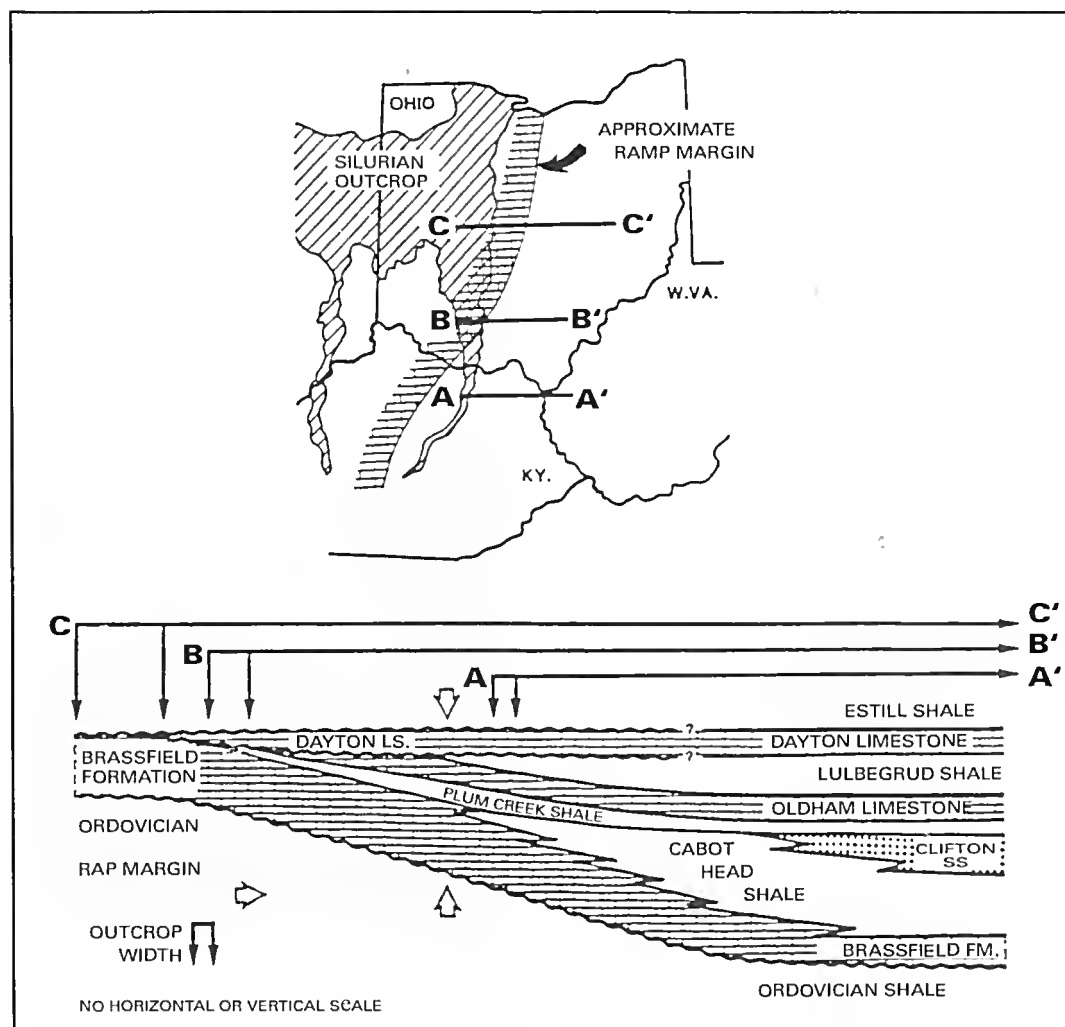 OHIO
APPROXIMATE
RAMP MARGIN
SILURIAN
OUTCROP
C C'
W.VA.
B B'
A A'
KY.
C C'
B B'
A A'
ESTILL SHALE
?
DAYTON LS.
DAYTON LIMESTONE
BRASSFIELD
FORMATION
?
LULBEGRUD SHALE
PLUM CREEK SHALE
OLDHAM LIMESTONE
ORDOVICIAN
CABOT
HEAD
SHALE
CLIFTON
SS
RAP MARGIN
OUTCROP
WIDTH
BRASSFIELD FM.
ORDOVICIAN SHALE
NO HORIZONTAL OR VERTICAL SCALE